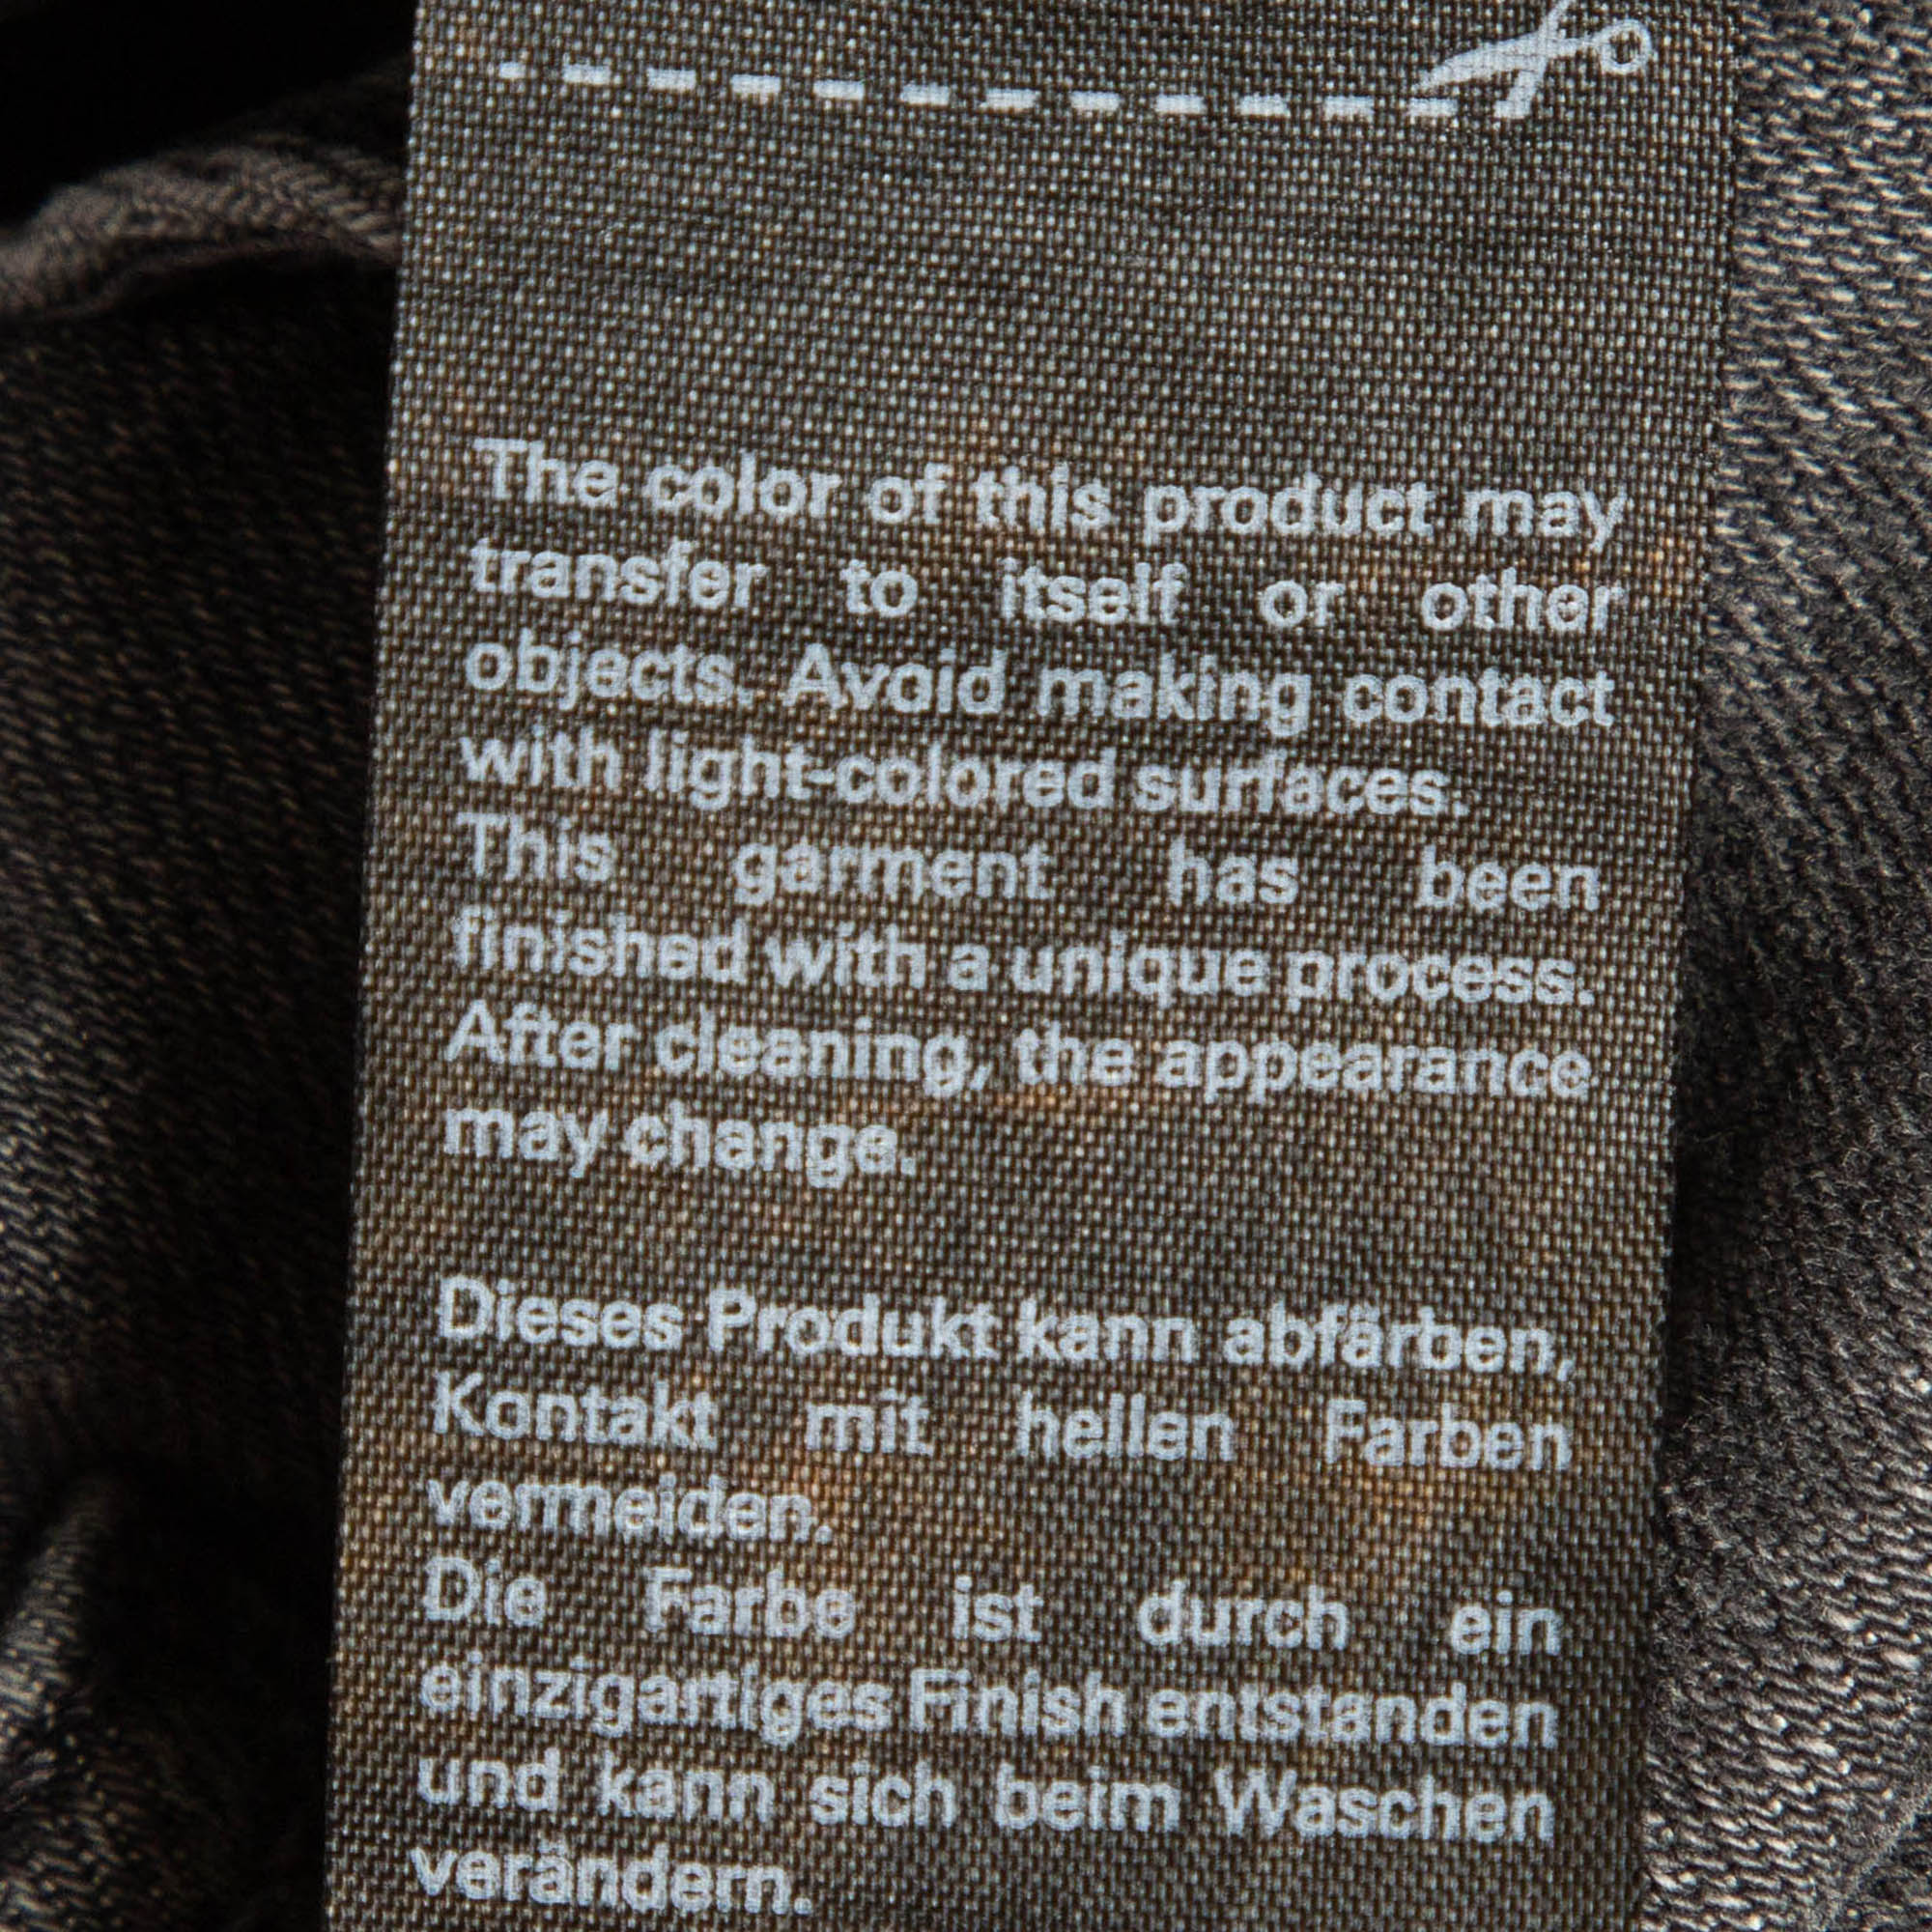 The color of this product may
transfer to itself or other
objects. Avoid making contact
with light-colored surfaces.
This garment has been
finished with a unique process.
After cleaning, the appearance
may change.
Dieses Produkt kann abfärben,
Kontakt mit hellen Farben
vermeiden.
Die Farbe ist durch ein
einzigartiges Finish entstanden
und kann sich beim Waschen
verändern.